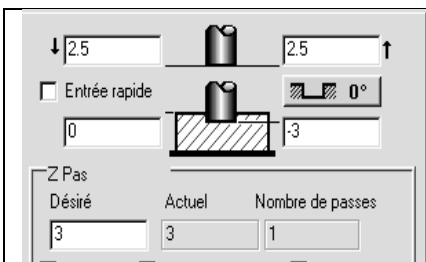 2.5 2.5
Entrée rapide 0°
0 -3
Z Pas
Désiré Actuel Nombre de passes
3 3 1